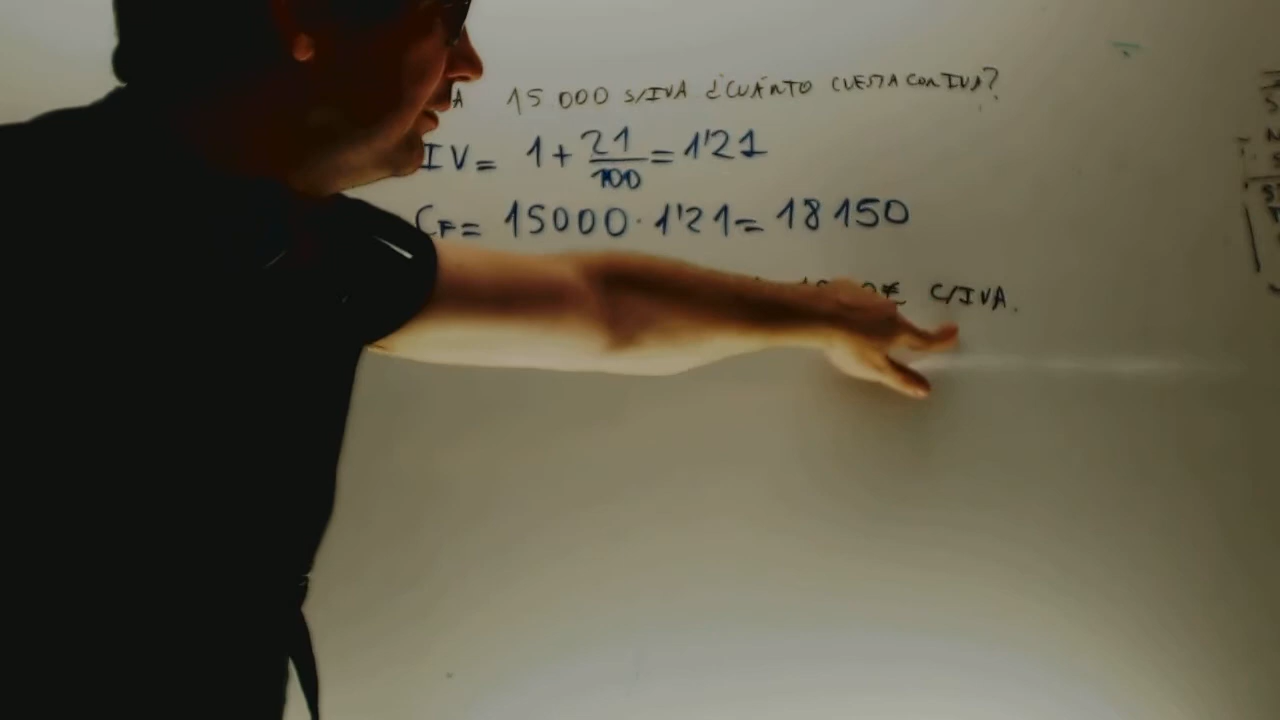 A 15 000 S/IVA ¿CUÁNTO CUESTA CON IVA?
IV = 1 + 21/100 = 1'21
CF = 15000 · 1'21 = 18 150
€ C/IVA.